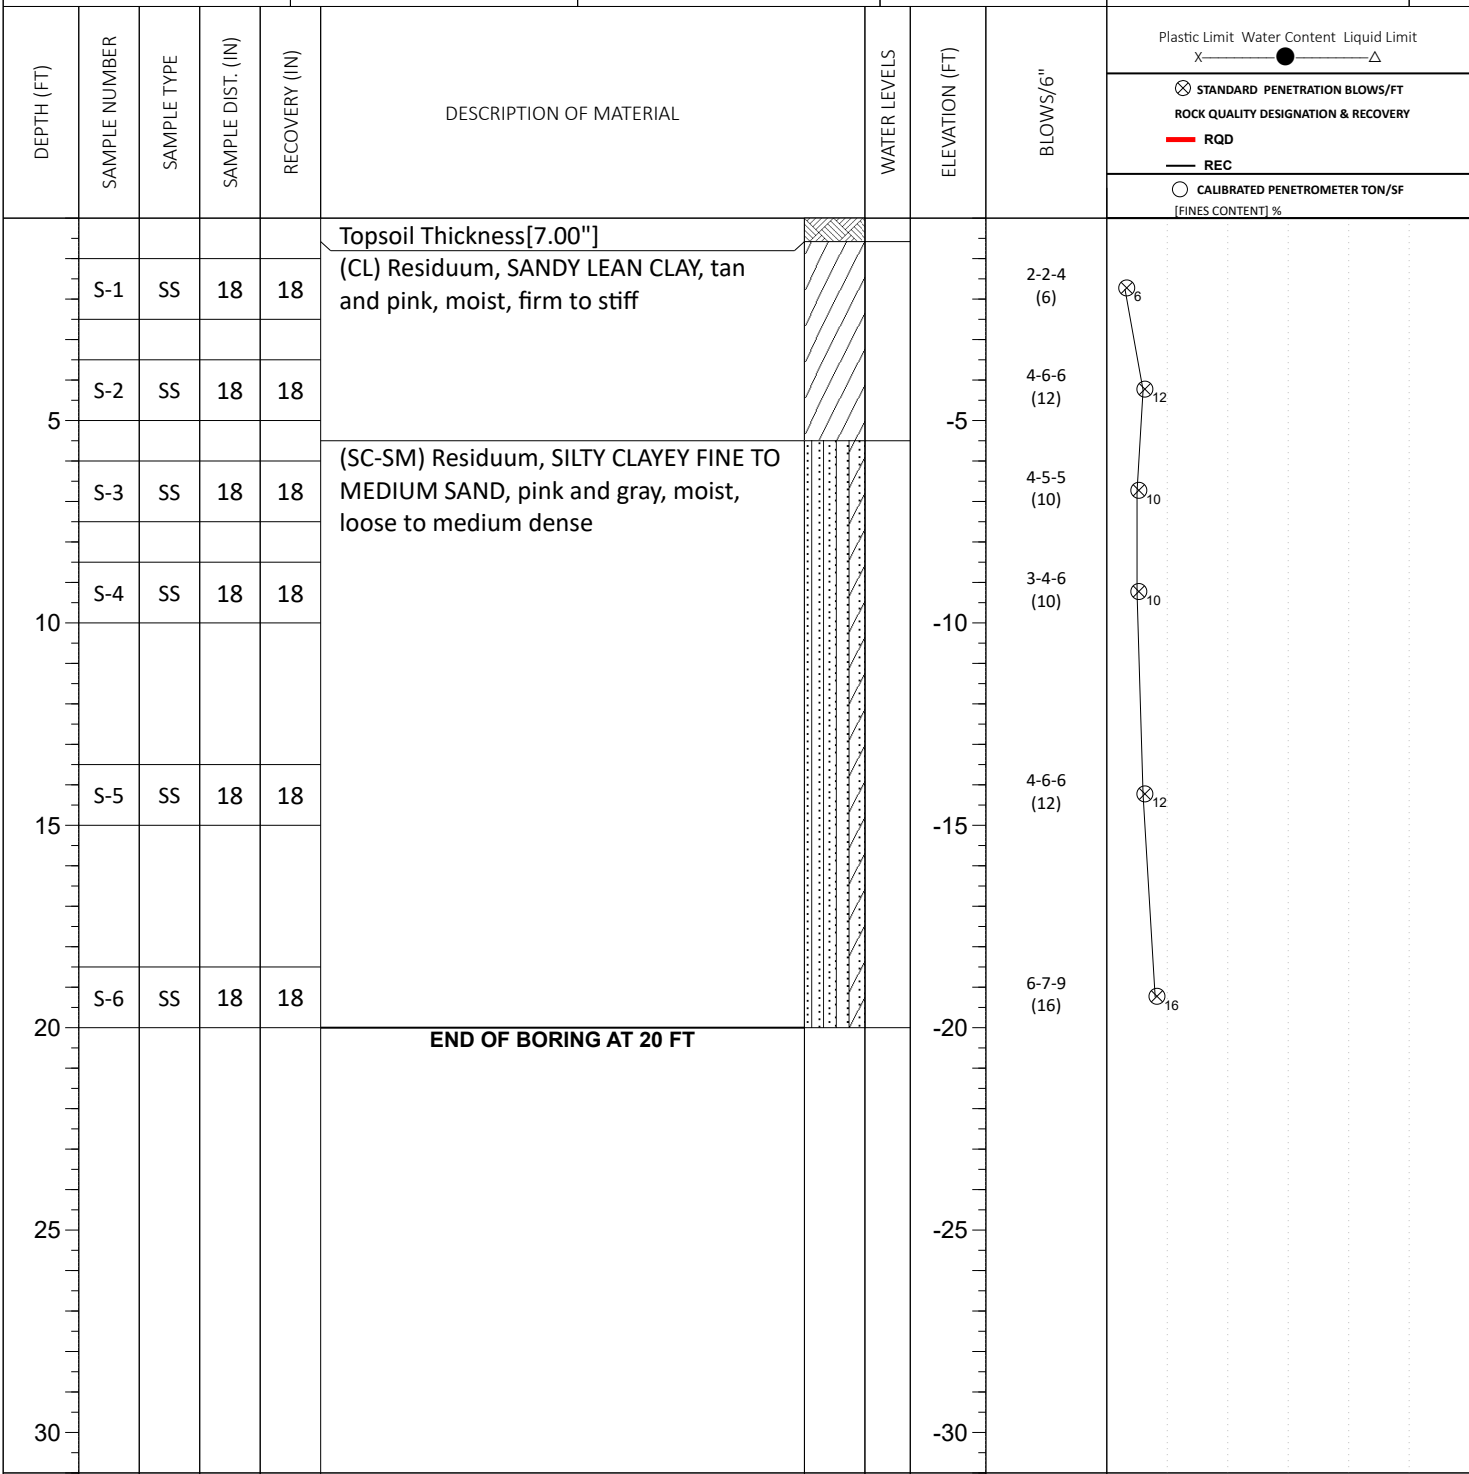 DEPTH (FT)
SAMPLE NUMBER
SAMPLE TYPE
SAMPLE DIST. (IN)
RECOVERY (IN)
DESCRIPTION OF MATERIAL
WATER LEVELS
ELEVATION (FT)
BLOWS/6"
Plastic Limit Water Content Liquid Limit
X
STANDARD PENETRATION BLOWS/FT
ROCK QUALITY DESIGNATION & RECOVERY
RQD
REC
CALIBRATED PENETROMETER TON/SF
[FINES CONTENT] %
Topsoil Thickness[7.00"]
(CL) Residuum, SANDY LEAN CLAY, tan
and pink, moist, firm to stiff
S-1 SS 18 18
2-2-4
(6)
6
S-2 SS 18 18
4-6-6
(12)
12
5
-5
(SC-SM) Residuum, SILTY CLAYEY FINE TO
MEDIUM SAND, pink and gray, moist,
loose to medium dense
S-3 SS 18 18
4-5-5
(10)
10
S-4 SS 18 18
3-4-6
(10)
10
10
-10
S-5 SS 18 18
4-6-6
(12)
12
15
-15
S-6 SS 18 18
6-7-9
(16)
16
20
-20
END OF BORING AT 20 FT
25
-25
30
-30